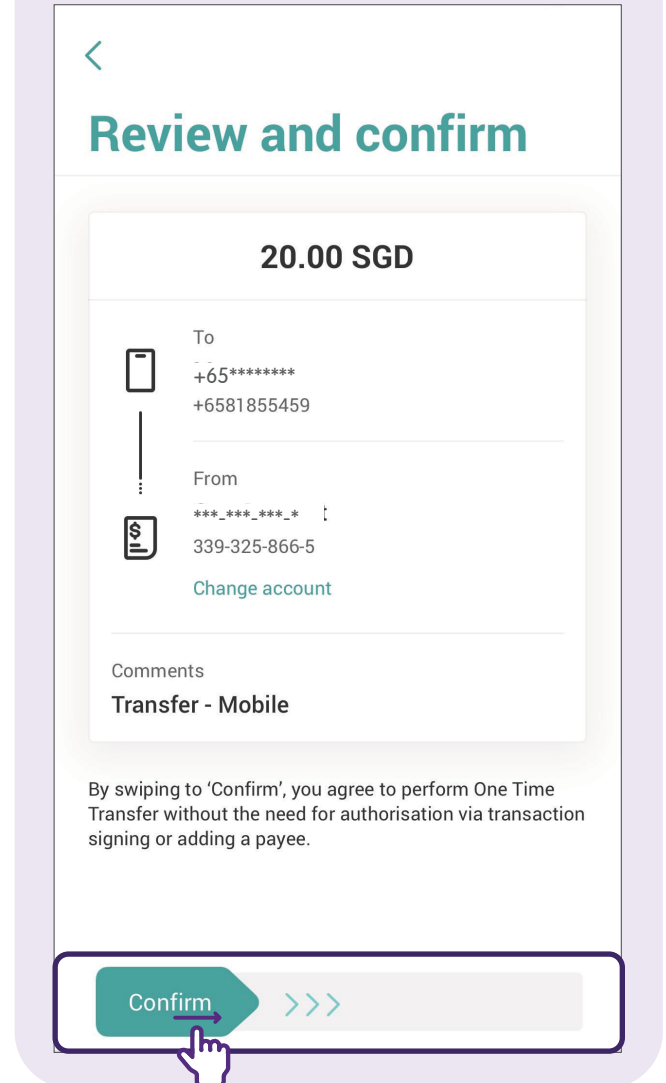 Review and confirm
20.00 SGD
To
+65********
+6581855459
From
***-***-***-*
339-325-866-5
Change account
Comments
Transfer - Mobile
By swiping to ‘Confirm’, you agree to perform One Time
Transfer without the need for authorisation via transaction
signing or adding a payee.
Confirm